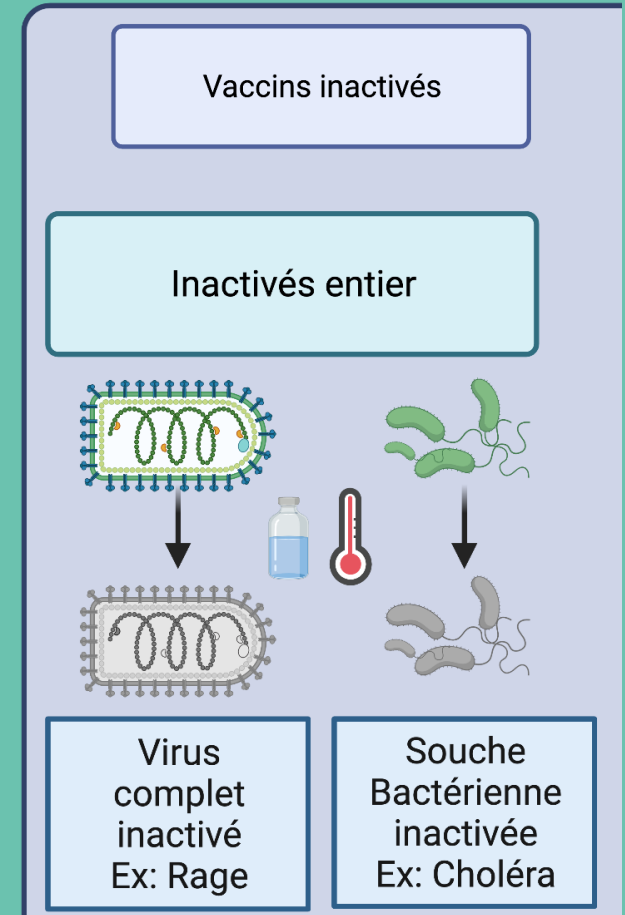 Vaccins inactivés
Inactivés entier
Virus
complet
inactivé
Ex: Rage
Souche
Bactérienne
inactivée
Ex: Choléra